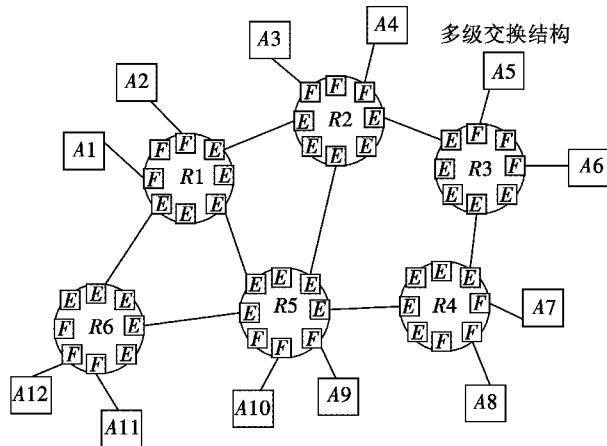 A4
多级交换结构
A3
A5
A2
F F F
E R2 E
E E E
A1
F F E
F R1 E
E E E
E F F
E R3 F
E E E
A6
E E E
E R5 E
F F F
E E E
E R4 F
E F F
A7
E E E
F R6 E
F F E
A12
A11
A10
A9
A8